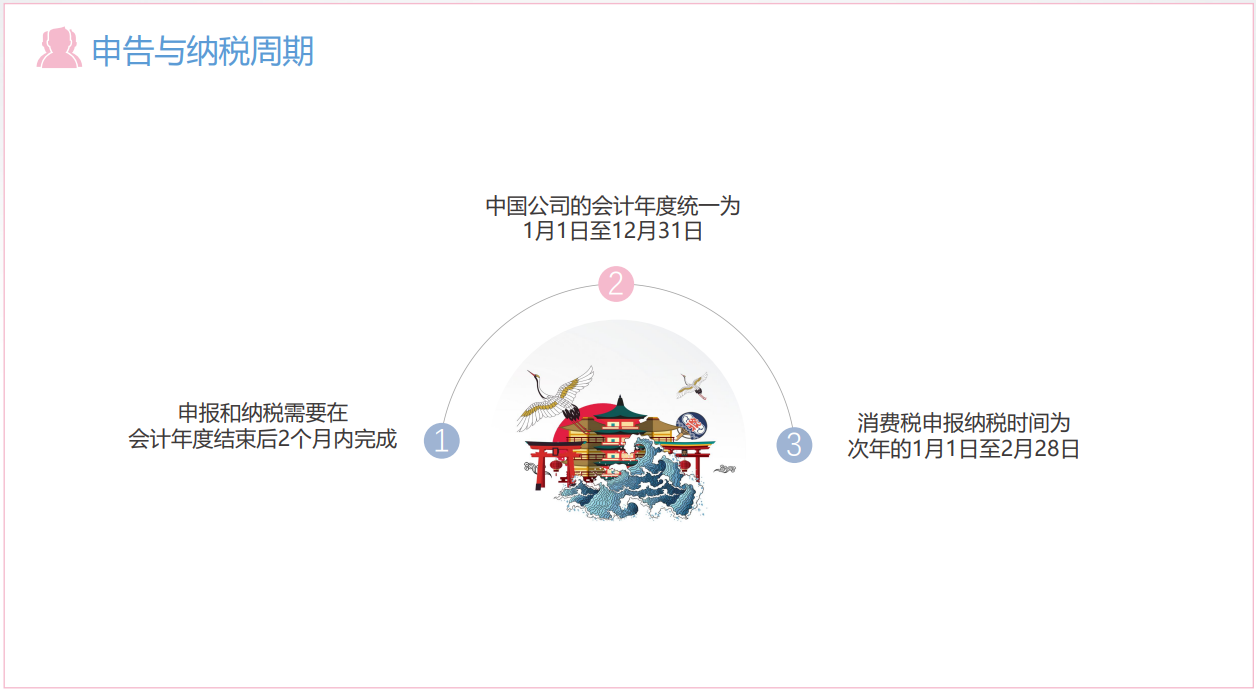 申告与纳税周期
中国公司的会计年度统一为
1月1日至12月31日
2
申报和纳税需要在
会计年度结束后2个月内完成
1
3
消费税申报纳税时间为
次年的1月1日至2月28日